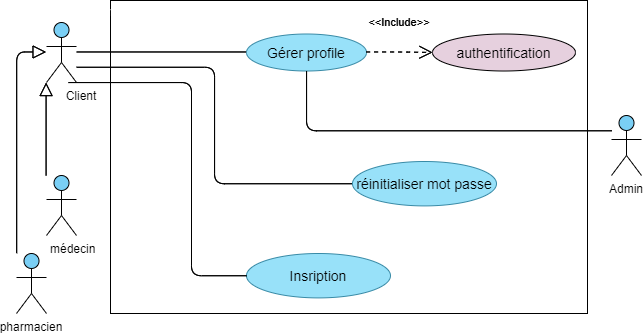 <<Include>>
Gérer profile
authentification
Client
Admin
réinitialiser mot passe
médecin
Insription
pharmacien